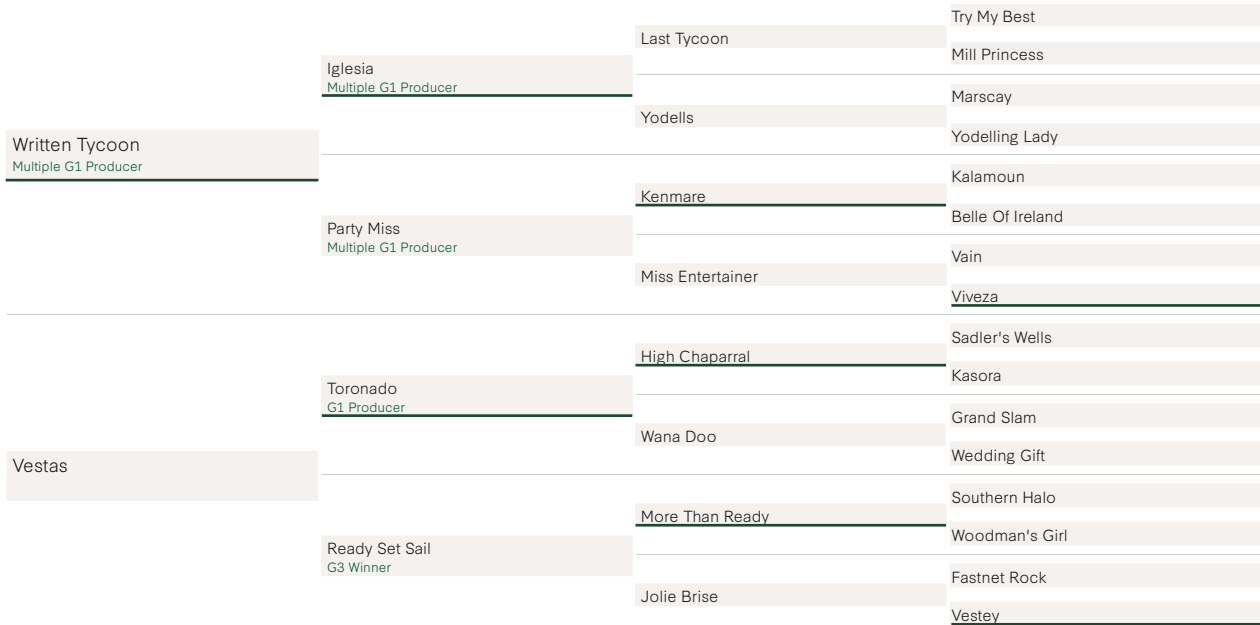 Written Tycoon
Multiple G1 Producer
Vestas
Iglesia
Multiple G1 Producer
Party Miss
Multiple G1 Producer
Toronado
G1 Producer
Ready Set Sail
G3 Winner
Last Tycoon
Yodells
Kenmare
Miss Entertainer
High Chaparral
Wana Doo
More Than Ready
Jolie Brise
Try My Best
Mill Princess
Marscay
Yodelling Lady
Kalamoun
Belle Of Ireland
Vain
Viveza
Sadler's Wells
Kasora
Grand Slam
Wedding Gift
Southern Halo
Woodman's Girl
Fastnet Rock
Vestey